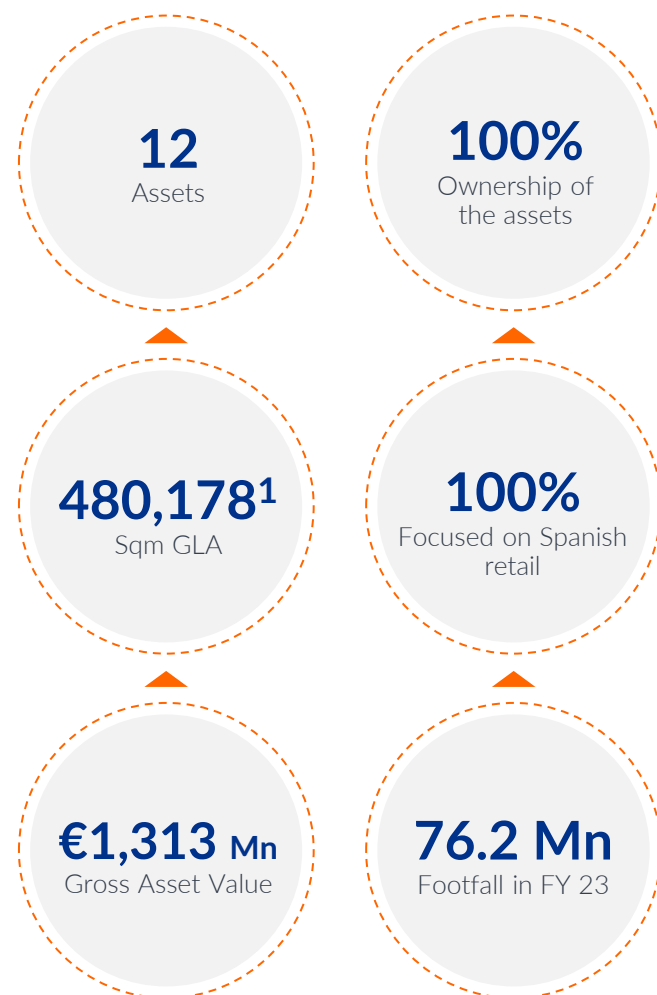 12
Assets
100%
Ownership of
the assets
480,178¹
Sqm GLA
100%
Focused on Spanish
retail
€1,313 Mn
Gross Asset Value
76.2 Mn
Footfall in FY 23